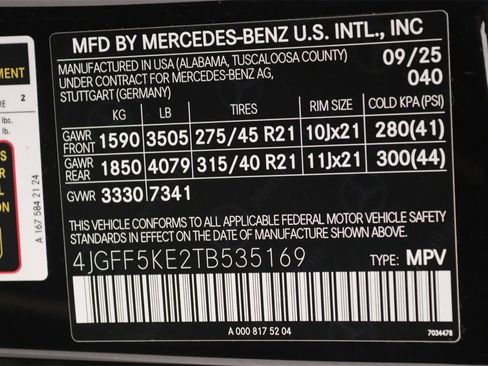 MFD BY MERCEDES-BENZ U.S. INTL., INC
MANUFACTURED IN USA (ALABAMA, TUSCALOOSA COUNTY)
UNDER CONTRACT FOR MERCEDES-BENZ AG,
STUTTGART (GERMANY)
09/25
040
KG LB TIRES RIM SIZE COLD KPA (PSI)
GAWR FRONT 1590 3505 275/45 R21 10Jx21 280(41)
GAWR REAR 1850 4079 315/40 R21 11Jx21 300(44)
GVWR 3330 7341
THIS VEHICLE CONFORMS TO ALL APPLICABLE FEDERAL MOTOR VEHICLE SAFETY
STANDARDS IN EFFECT ON THE DATE OF MANUFACTURE SHOWN ABOVE.
4JGFF5KE2TB535169 TYPE: MPV
A 000 817 52 04
7034478
A 167 584 21 24
2
lbs.
lb.